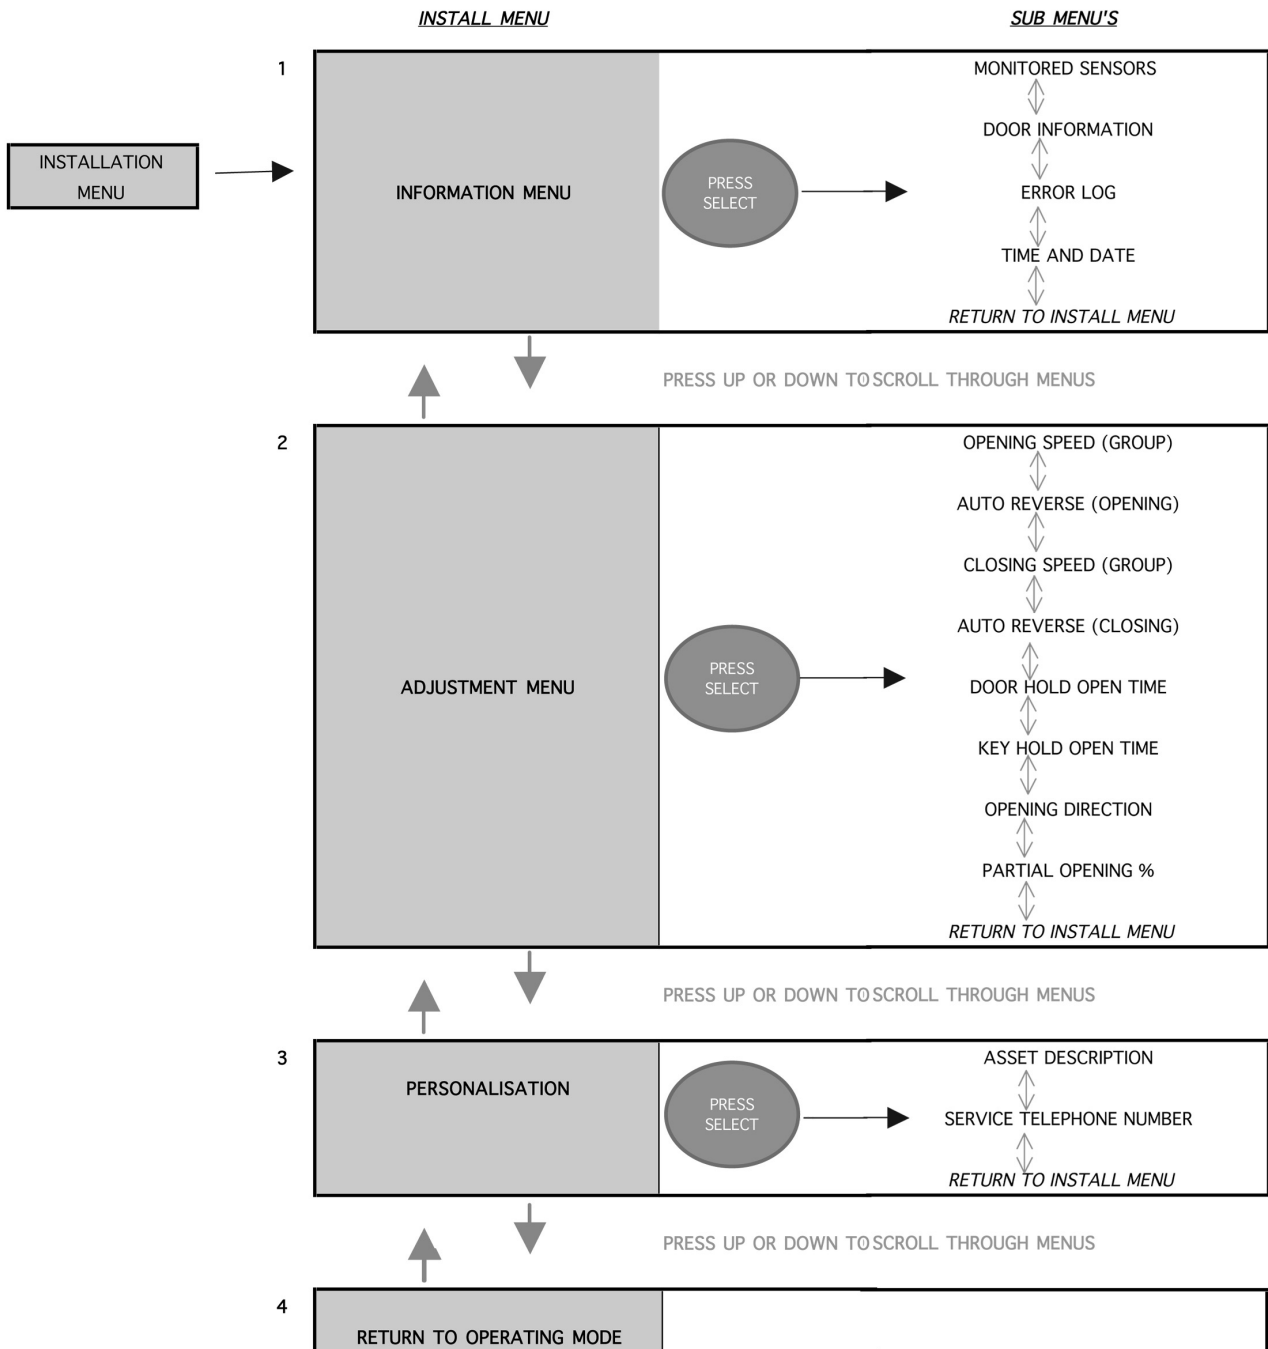 INSTALL MENU
SUB MENU'S
1
MONITORED SENSORS
DOOR INFORMATION
INSTALLATION
MENU
INFORMATION MENU
PRESS
SELECT
ERROR LOG
TIME AND DATE
RETURN TO INSTALL MENU
PRESS UP OR DOWN TO SCROLL THROUGH MENUS
2
OPENING SPEED (GROUP)
AUTO REVERSE (OPENING)
CLOSING SPEED (GROUP)
AUTO REVERSE (CLOSING)
ADJUSTMENT MENU
PRESS
SELECT
DOOR HOLD OPEN TIME
KEY HOLD OPEN TIME
OPENING DIRECTION
PARTIAL OPENING %
RETURN TO INSTALL MENU
PRESS UP OR DOWN TO SCROLL THROUGH MENUS
3
ASSET DESCRIPTION
PERSONALISATION
PRESS
SELECT
SERVICE TELEPHONE NUMBER
RETURN TO INSTALL MENU
PRESS UP OR DOWN TO SCROLL THROUGH MENUS
4
RETURN TO OPERATING MODE